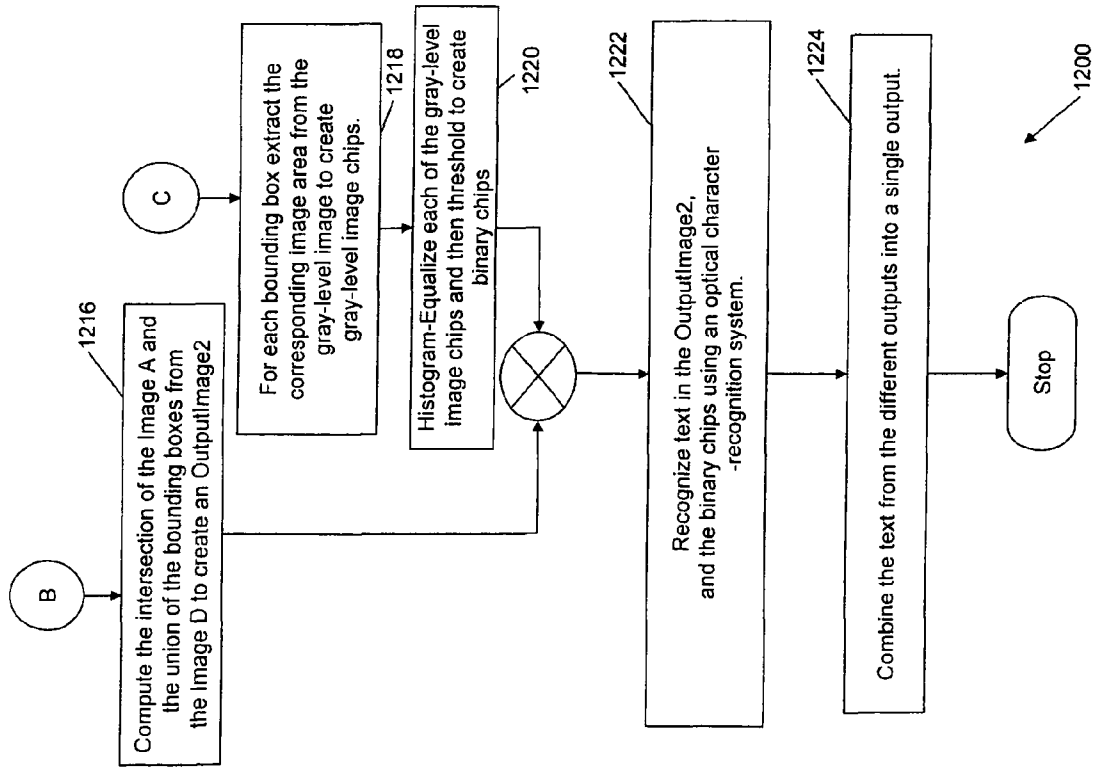 B
1216
Compute the intersection of the Image A and
the union of the bounding boxes from
the Image D to create an OutputImage2
C
For each bounding box extract the
corresponding image area from the
gray-level image to create
gray-level image chips.
1218
Histogram-Equalize each of the gray-level
image chips and then threshold to create
binary chips
1220
1222
Recognize text in the OutputImage2,
and the binary chips using an optical character
-recognition system.
1224
Combine the text from the different outputs into a single output.
Stop
1200